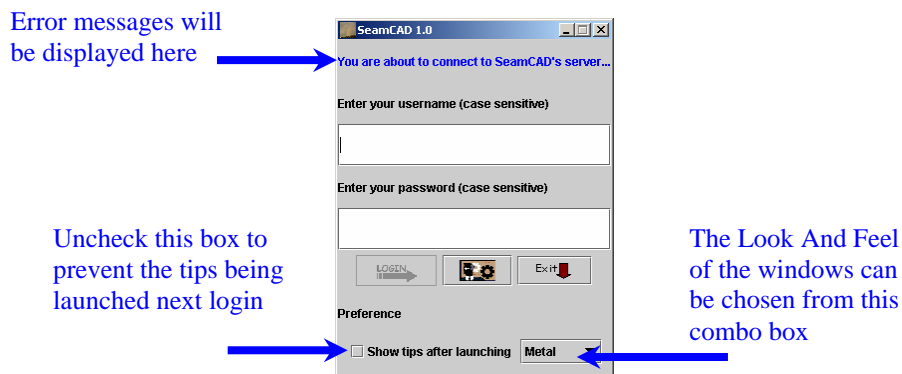 Error messages will
be displayed here
SeamCAD 1.0
You are about to connect to SeamCAD's server...
Enter your username (case sensitive)
Enter your password (case sensitive)
LOGIN
Exit
Uncheck this box to
prevent the tips being
launched next login
The Look And Feel
of the windows can
be chosen from this
combo box
Preference
Show tips after launching
Metal